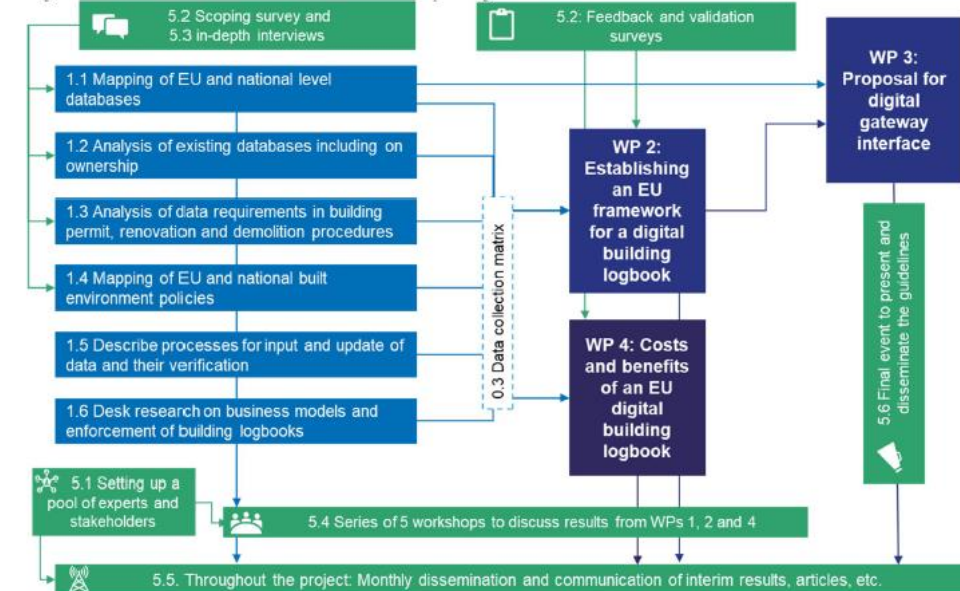 5.2 Scoping survey and
5.3 in-depth interviews
5.2: Feedback and validation
surveys
WP 3:
Proposal for
digital
gateway
interface
1.1 Mapping of EU and national level
databases
1.2 Analysis of existing databases including on
ownership
1.3 Analysis of data requirements in building
permit, renovation and demolition procedures
1.4 Mapping of EU and national built
environment policies
1.5 Describe processes for input and update of
data and their verification
1.6 Desk research on business models and
enforcement of building logbooks
0.3 Data collection matrix
WP 2:
Establishing
an EU
framework
for a digital
building
logbook
WP 4: Costs
and benefits
of an EU
digital
building
logbook
5.6 Final event to present and
disseminate the guidelines
5.1 Setting up a
pool of experts and
stakeholders
5.4 Series of 5 workshops to discuss results from WPs 1, 2 and 4
5.5. Throughout the project: Monthly dissemination and communication of interim results, articles, etc.